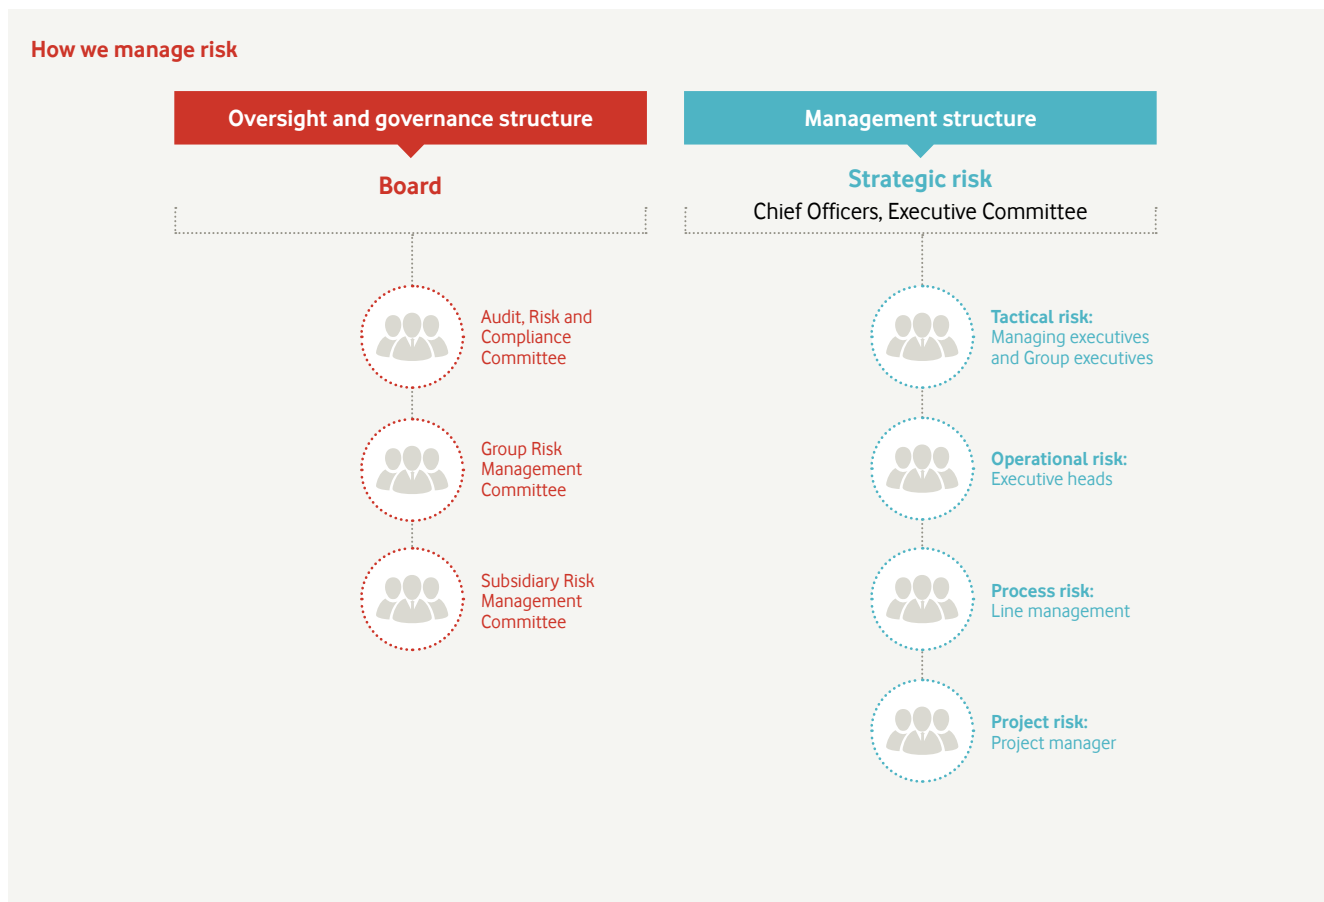 How we manage risk
Oversight and governance structure
Board
Audit, Risk and
Compliance
Committee
Group Risk
Management
Committee
Subsidiary Risk
Management
Committee
Management structure
Strategic risk
Chief Officers, Executive Committee
Tactical risk:
Managing executives
and Group executives
Operational risk:
Executive heads
Process risk:
Line management
Project risk:
Project manager